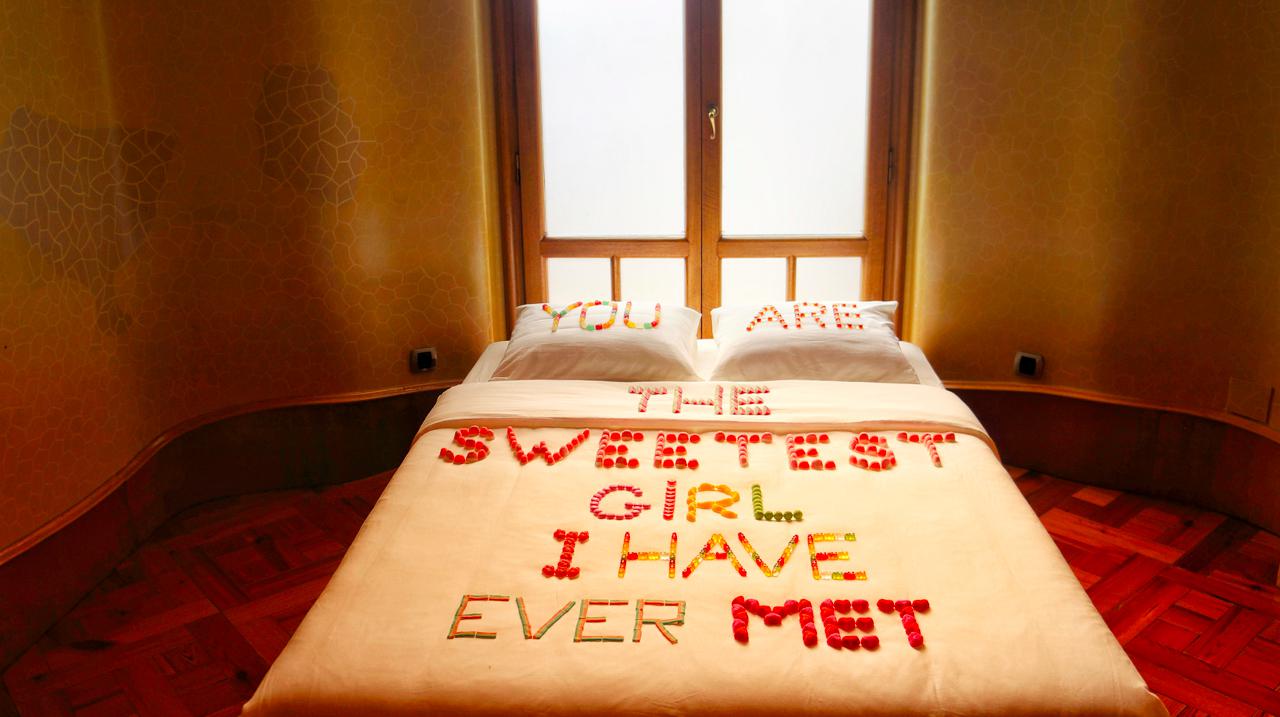 YOU ARE
THE
SWEETEST
GiRL
I HAVE
EVER MET